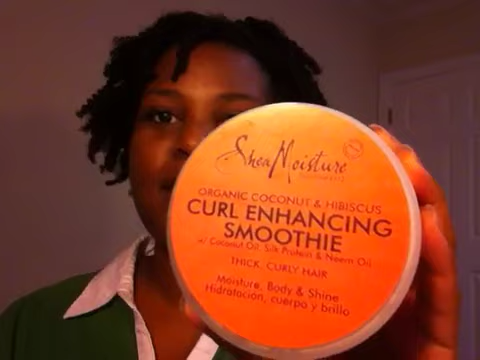 SheaMoisture
ORGANIC COCONUT & HIBISCUS
CURL ENHANCING
SMOOTHIE
w/ Coconut Oil, Silk Protein & Neem Oil
THICK, CURLY HAIR
Moisture, Body & Shine
Hidratación, cuerpo y brillo